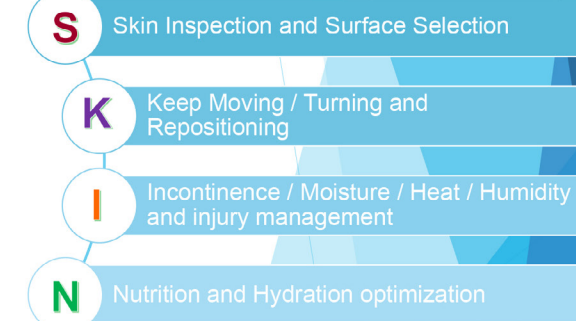 S Skin Inspection and Surface Selection
K Keep Moving / Turning and
Repositioning
I Incontinence / Moisture / Heat / Humidity
and injury management
N Nutrition and Hydration optimization